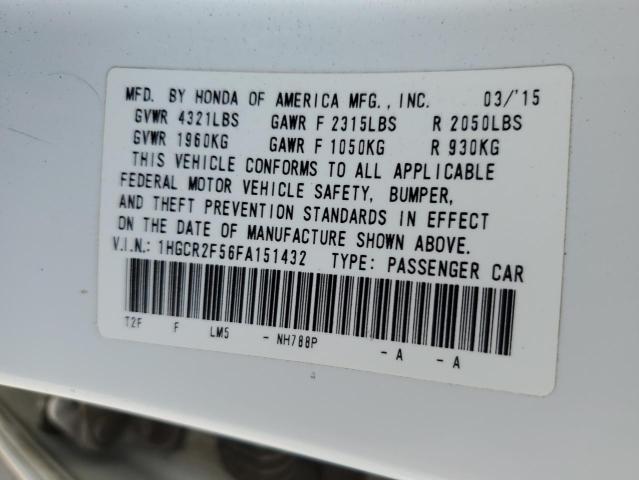 MFD. BY HONDA OF AMERICA MFG., INC. 03/'15
GVWR 4321LBS GAWR F 2315LBS R 2050LBS
GVWR 1960KG GAWR F 1050KG R 930KG
THIS VEHICLE CONFORMS TO ALL APPLICABLE
FEDERAL MOTOR VEHICLE SAFETY, BUMPER,
AND THEFT PREVENTION STANDARDS IN EFFECT
ON THE DATE OF MANUFACTURE SHOWN ABOVE.
V.I.N.: 1HGCR2F56FA151432 TYPE: PASSENGER CAR
T2F F LM5 - NH788P - A - A